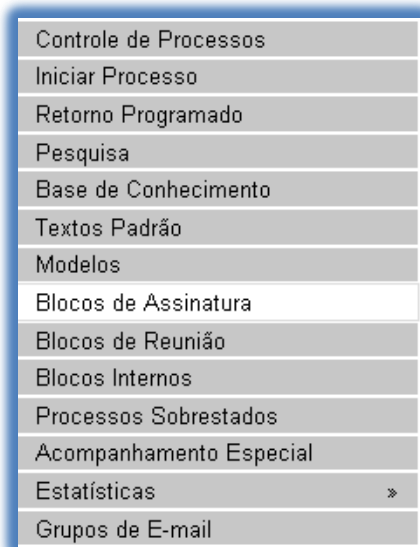 Controle de Processos
Iniciar Processo
Retorno Programado
Pesquisa
Base de Conhecimento
Textos Padrão
Modelos
Blocos de Assinatura
Blocos de Reunião
Blocos Internos
Processos Sobrestados
Acompanhamento Especial
Estatísticas »
Grupos de E-mail